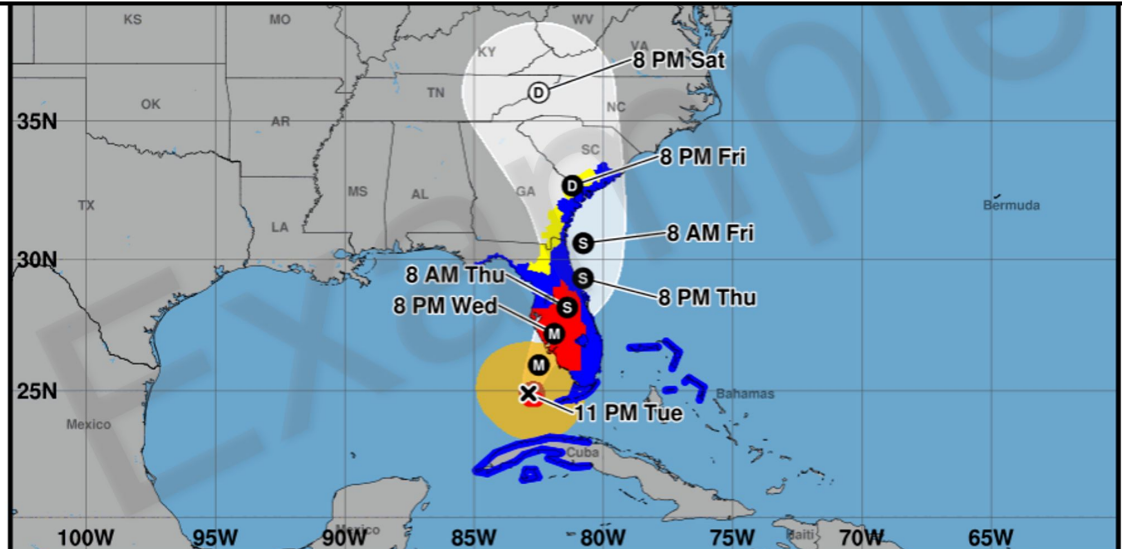 KS
MO
WV
KY
VA
8 PM Sat
TN
OK
NC
AR
35N
SC
8 PM Fri
MS
AL
GA
TX
Bermuda
LA
8 AM Fri
30N
8 AM Thu
S
S
8 PM Thu
8 PM Wed
S
M
M
25N
Bahamas
11 PM Tue
Mexico
Cuba
Mexico
Haiti
100W
95W
90W
85W
80W
75W
70W
65W
D
D
Example